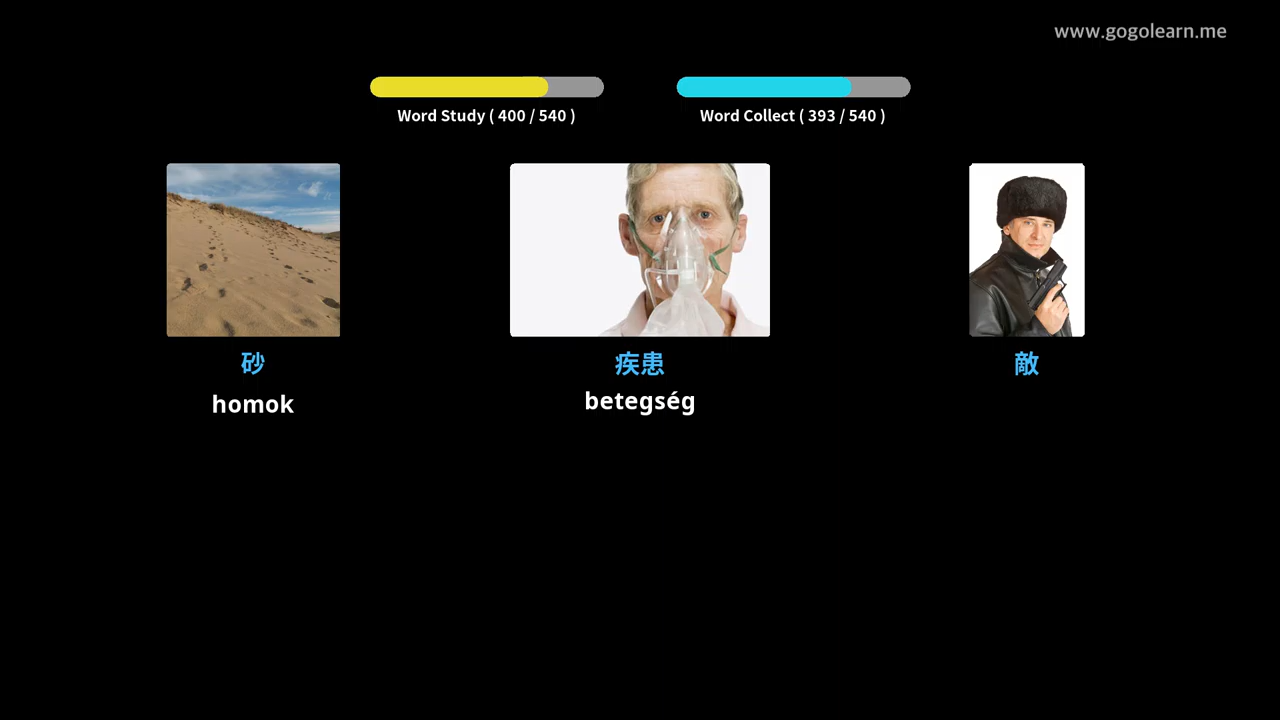 www.gogolearn.me
Word Study ( 400 / 540 )
Word Collect ( 393 / 540 )
砂
疾患
敵
homok
betegség